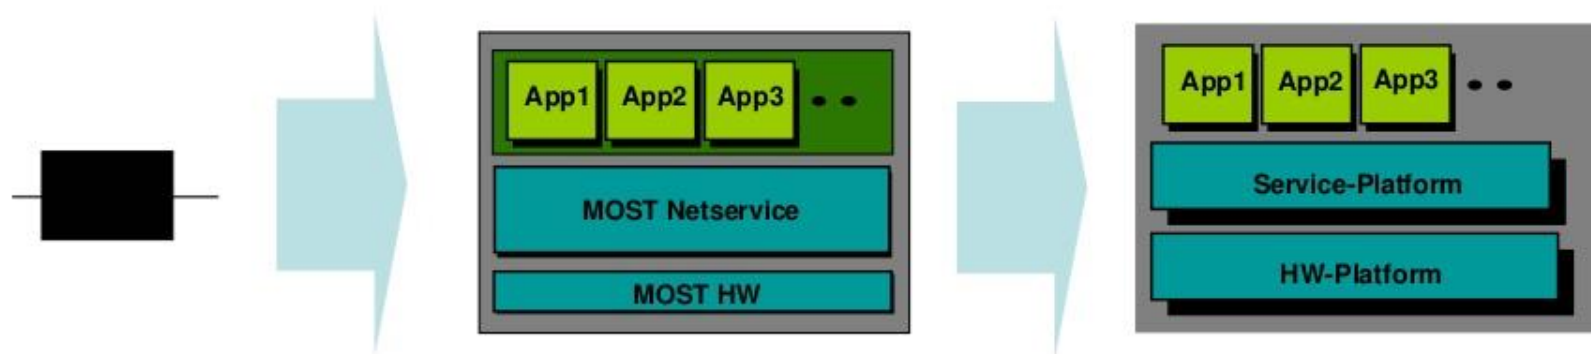 App1 App2 App3
MOST Netservice
MOST HW
App1 App2 App3
Service-Platform
HW-Platform